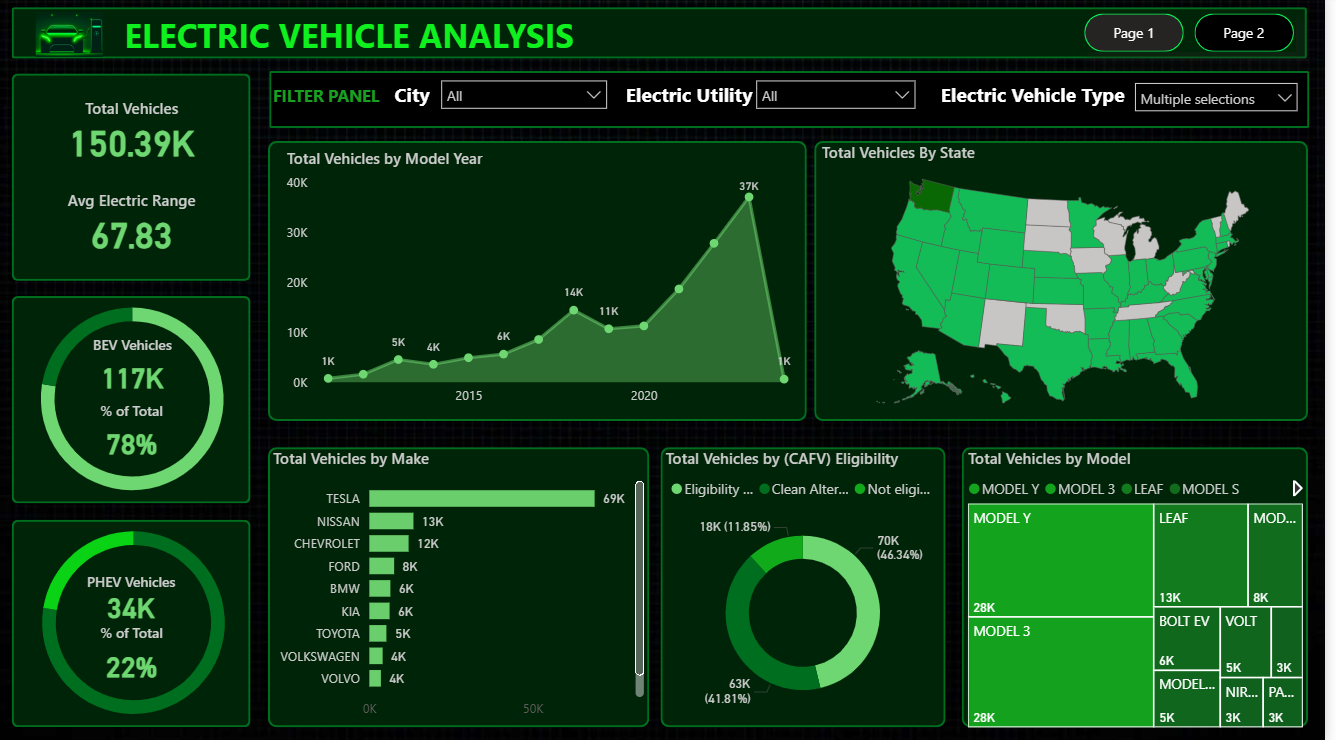 ELECTRIC VEHICLE ANALYSIS
Page 1
Page 2
Total Vehicles
150.39K
Avg Electric Range
67.83
FILTER PANEL
City
All
Electric Utility
All
Electric Vehicle Type
Multiple selections
BEV Vehicles
117K
% of Total
78%
PHEV Vehicles
34K
% of Total
22%
Total Vehicles by Model Year
40K
30K
20K
10K
0K
1K
5K
4K
6K
14K
11K
37K
1K
2015
2020
Total Vehicles By State
Total Vehicles by Make
TESLA 69K
NISSAN 13K
CHEVROLET 12K
FORD 8K
BMW 6K
KIA 6K
TOYOTA 5K
VOLKSWAGEN 4K
VOLVO 4K
0K 50K
Total Vehicles by (CAFV) Eligibility
Eligibility ... Clean Alter... Not eligi...
18K (11.85%)
70K
(46.34%)
63K
(41.81%)
Total Vehicles by Model
MODEL Y MODEL 3 LEAF MODEL S
MODEL Y
28K
MODEL 3
28K
LEAF
13K
MOD...
8K
BOLT EV
6K
VOLT
5K
3K
MODEL...
5K
NIR...
3K
PA...
3K